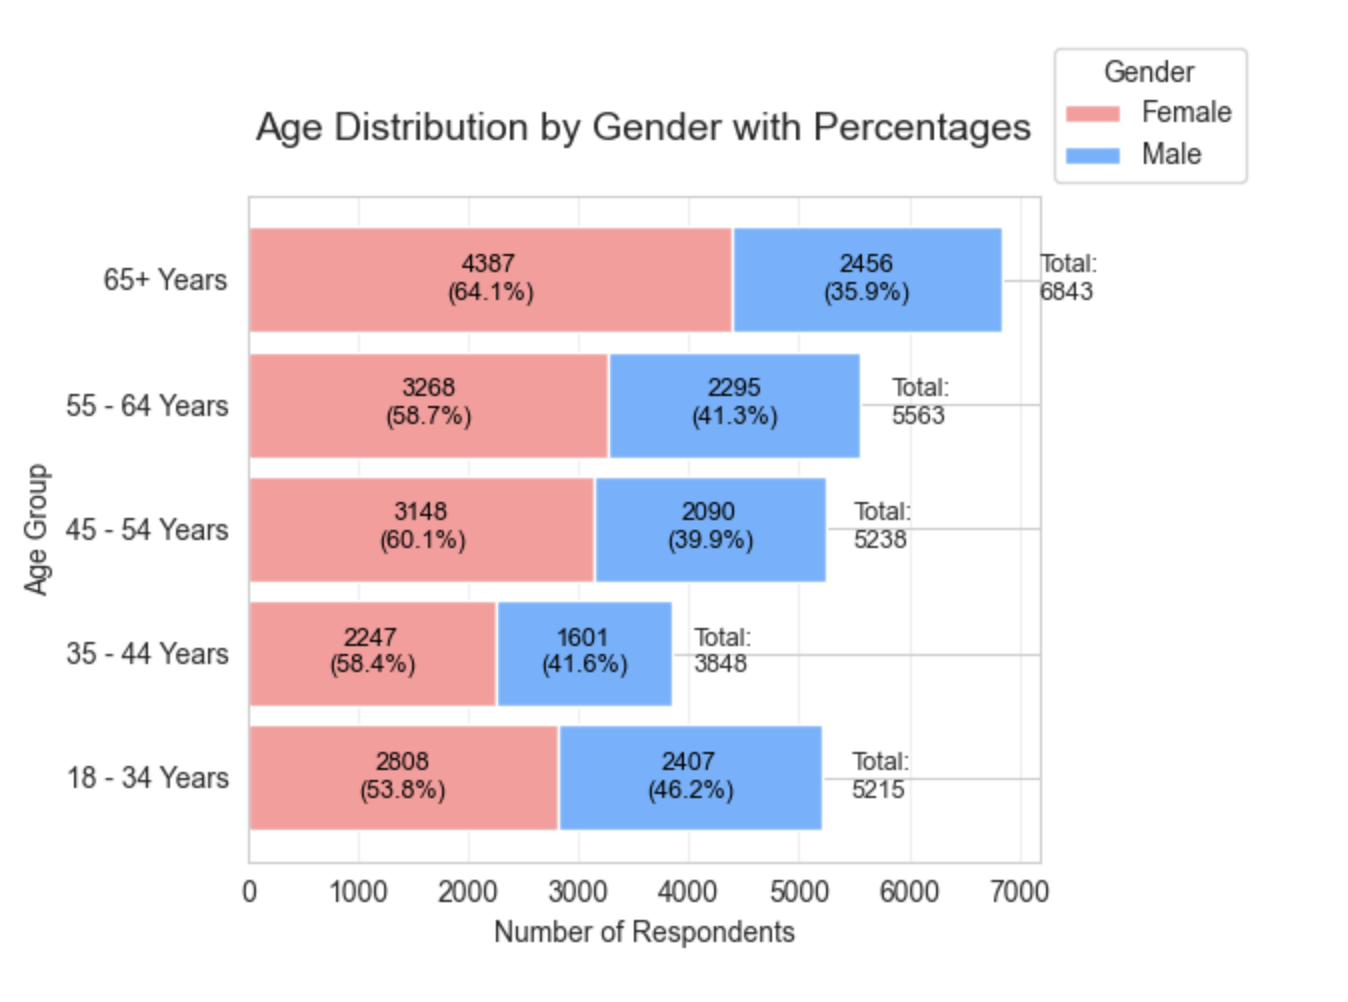 Gender
Female
Male
Age Distribution by Gender with Percentages
65+ Years
4387
(64.1%)
2456
(35.9%)
Total:
6843
55 - 64 Years
3268
(58.7%)
2295
(41.3%)
Total:
5563
45 - 54 Years
3148
(60.1%)
2090
(39.9%)
Total:
5238
35 - 44 Years
2247
(58.4%)
1601
(41.6%)
Total:
3848
18 - 34 Years
2808
(53.8%)
2407
(46.2%)
Total:
5215
Age Group
0 1000 2000 3000 4000 5000 6000 7000
Number of Respondents